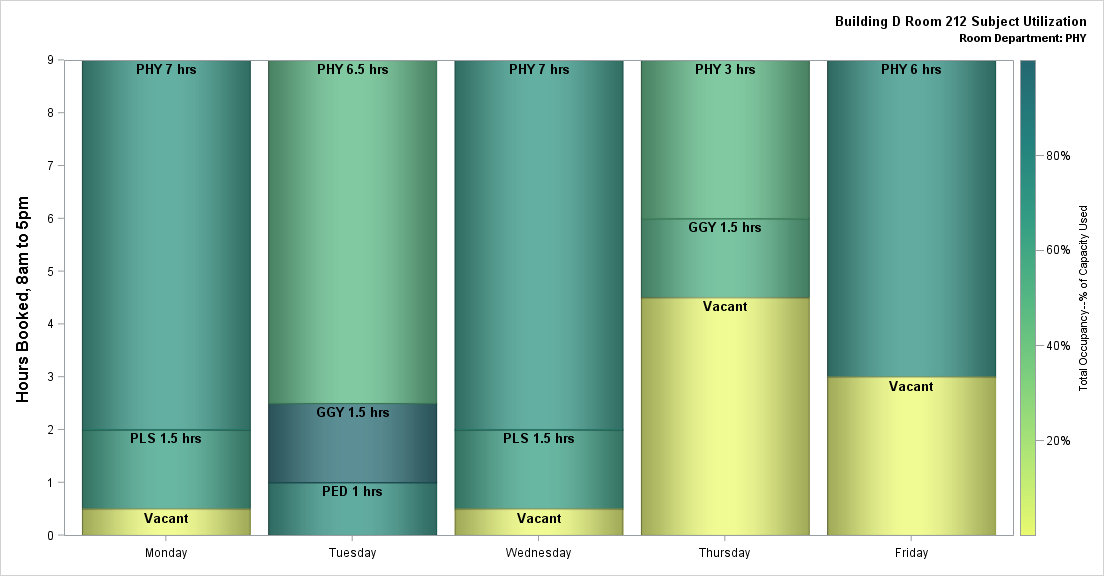 Building D Room 212 Subject Utilization
Room Department: PHY
Hours Booked, 8am to 5pm
9
8
7
6
5
4
3
2
1
0
PHY 7 hrs
PLS 1.5 hrs
Vacant
PHY 6.5 hrs
GGY 1.5 hrs
PED 1 hrs
PHY 7 hrs
PLS 1.5 hrs
Vacant
PHY 3 hrs
GGY 1.5 hrs
Vacant
PHY 6 hrs
Vacant
Monday
Tuesday
Wednesday
Thursday
Friday
80%
60%
40%
20%
Total Occupancy--% of Capacity Used